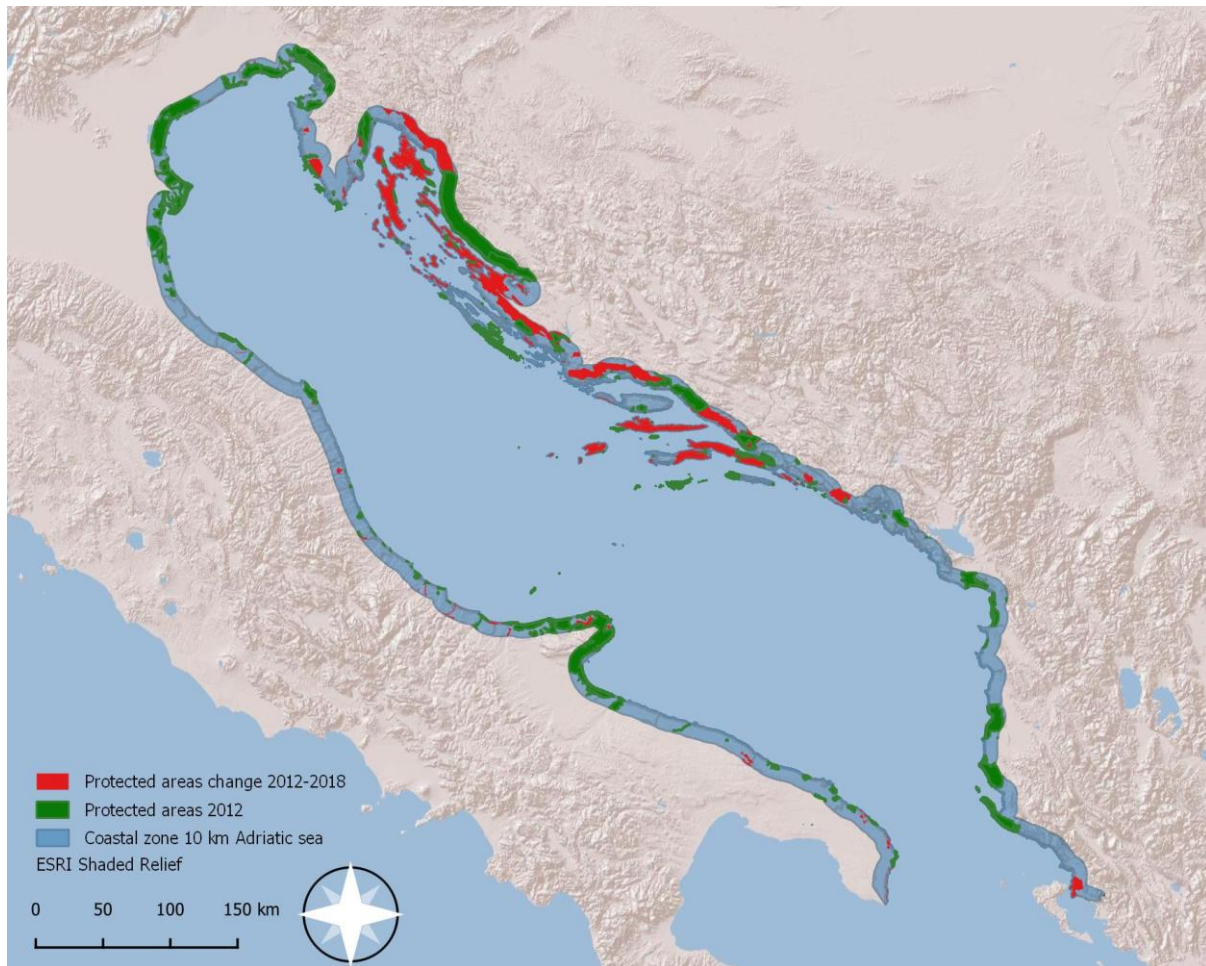 Protected areas change 2012-2018
Protected areas 2012
Coastal zone 10 km Adriatic sea
ESRI Shaded Relief
0 50 100 150 km